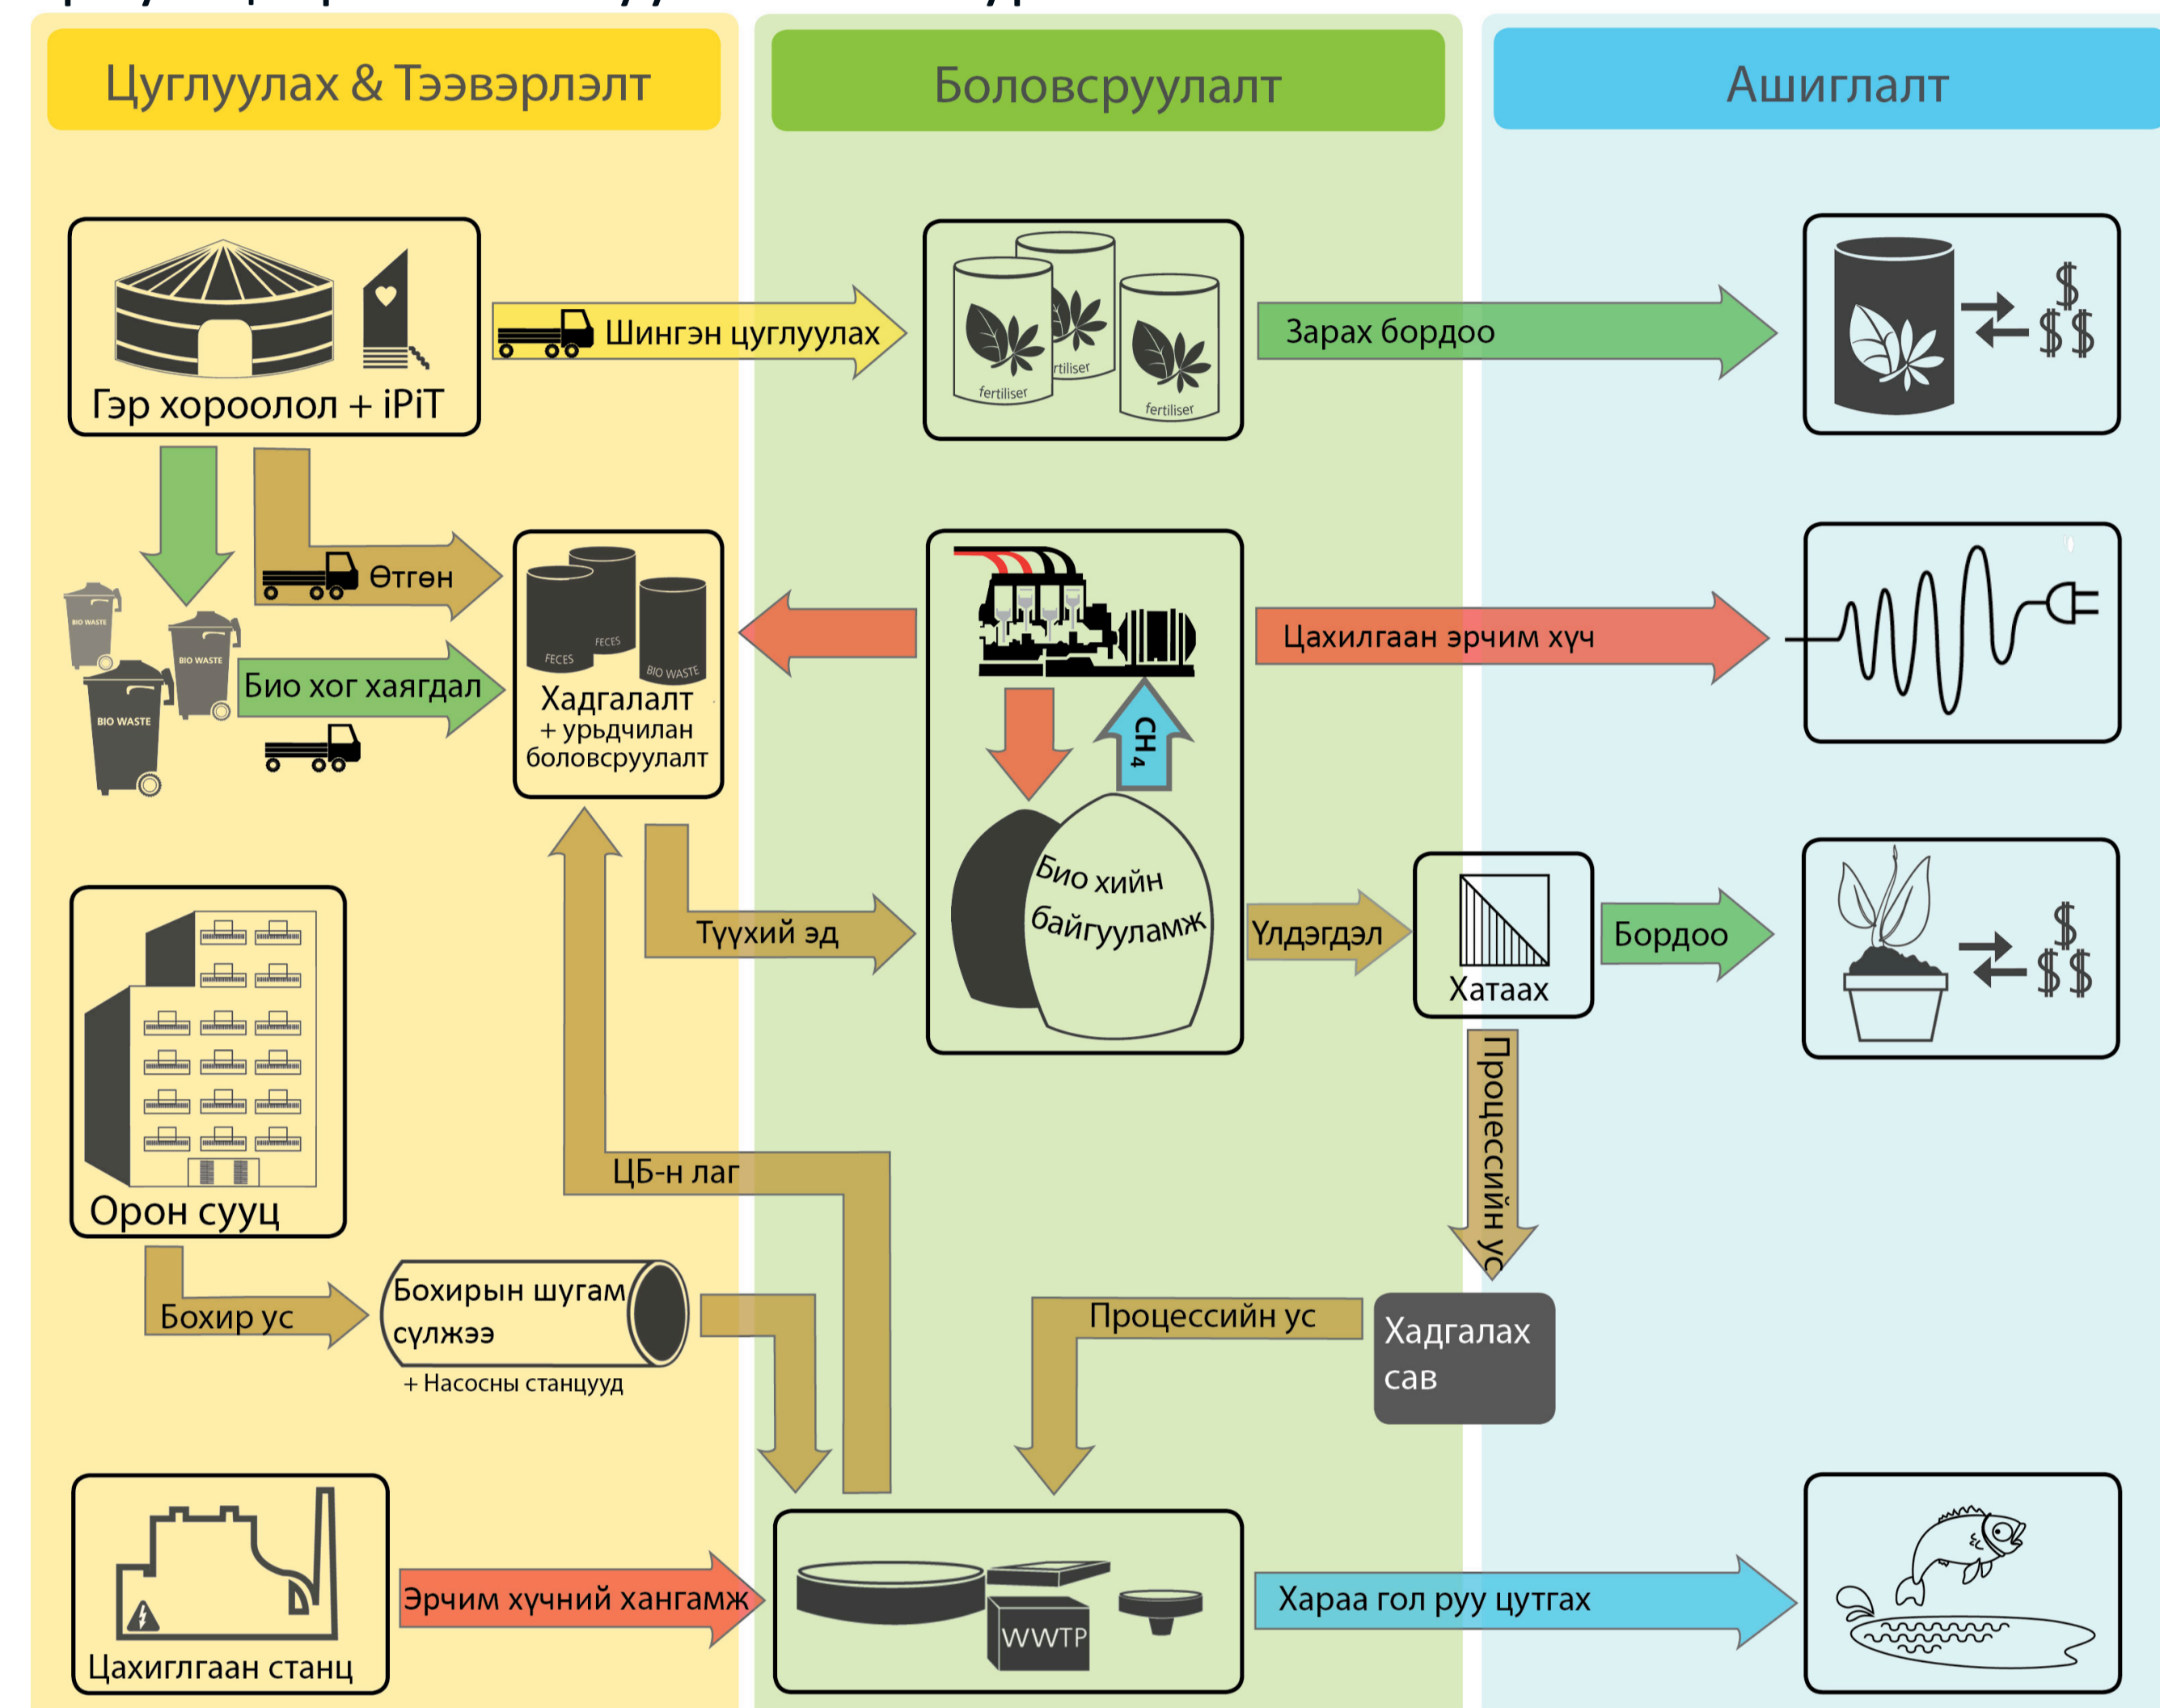 Цуглуулах & Тээвэрлэлт
Боловсруулалт
Ашиглалт
Гэр хороолол + iPiT
Шингэн цуглуулах
fertiliser
rtiliser
fertiliser
Зарах бордоо
Өтгөн
BIO WASTE
BIO WASTE
BIO WASTE
Био хог хаягдал
FECES
FECES
BIO WASTE
Хадгалалт
+ урьдчилан
боловсруулалт
CH4
Цахилгаан эрчим хүч
Түүхий эд
Био хийн
байгууламж
Үлдэгдэл
Хатаах
Бордоо
Процессийн ус
Орон сууц
ЦБ-н лаг
Бохир ус
Бохирын шугам
сүлжээ
+ Насосны станцууд
Процессийн ус
Хадгалах
сав
Цахиглгаан станц
Эрчим хүчний хангамж
WWTP
Хараа гол руу цутгах